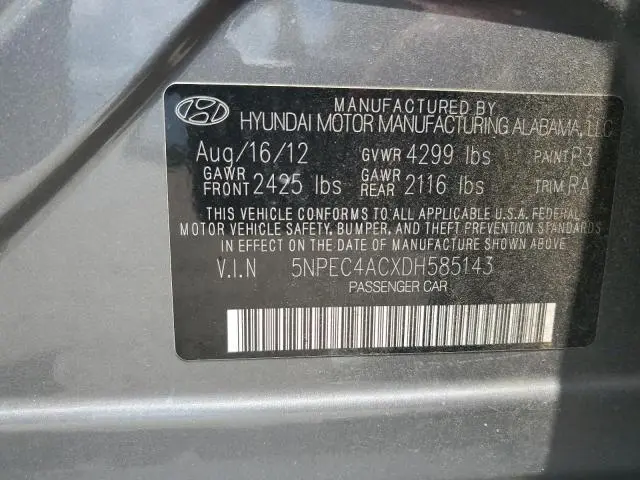 MANUFACTURED BY
HYUNDAI MOTOR MANUFACTURING ALABAMA, LLC
Aug/16/12 GVWR 4299 lbs PAINT P3
GAWR FRONT 2425 lbs GAWR REAR 2116 lbs TRIM RA
THIS VEHICLE CONFORMS TO ALL APPLICABLE U.S.A. FEDERAL
MOTOR VEHICLE SAFETY, BUMPER, AND THEFT PREVENTION STANDARDS
IN EFFECT ON THE DATE OF MANUFACTURE SHOWN ABOVE.
V.I.N 5NPEC4ACXDH585143
PASSENGER CAR